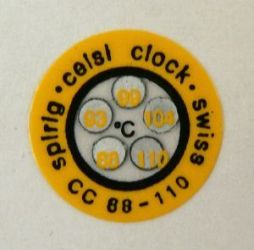 spirig · celsi clock · swiss
CC 88-110
99
93 104
°C
88 110